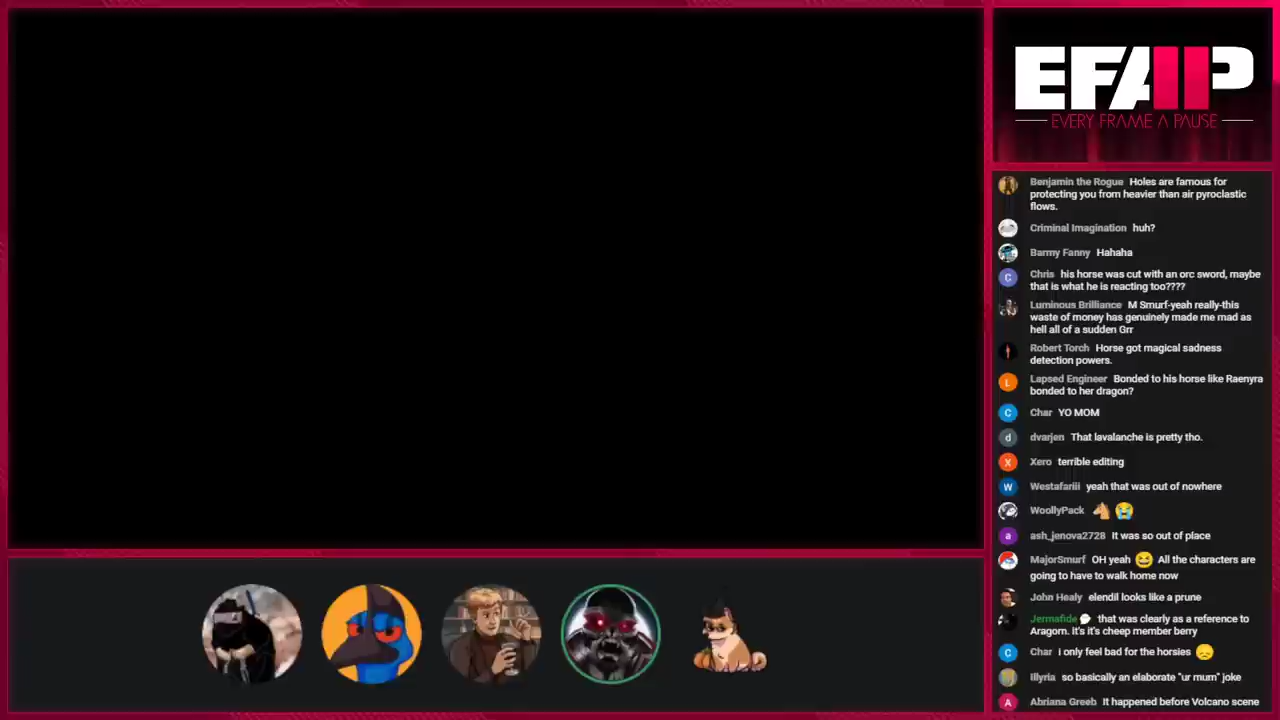 EFAP
EVERY FRAME A PAUSE
Benjamin the Rogue Holes are famous for
protecting you from heavier than air pyroclastic
flows.
Criminal Imagination huh?
Barmy Fanny Hahaha
C
Chris his horse was cut with an orc sword, maybe
that is what he is reacting too????
Luminous Brilliance M Smurf-yeah really-this
waste of money has genuinely made me mad as
hell all of a sudden Grr
Robert Torch Horse got magical sadness
detection powers.
L
Lapsed Engineer Bonded to his horse like Raenyra
bonded to her dragon?
C
Char YO MOM
d
dvarjen That lavalanche is pretty tho.
X
Xero terrible editing
W
Westafariii yeah that was out of nowhere
WoollyPack 🐴 😭
a
ash_jenova2728 It was so out of place
MajorSmurf OH yeah 😆 All the characters are
going to have to walk home now
John Healy elendil looks like a prune
Jermafide that was clearly as a reference to
Aragorn. it's it's cheep member berry
C
Char i only feel bad for the horsies 😞
Illyria so basically an elaborate "ur mum" joke
A
Abriana Greeb It happened before Volcano scene